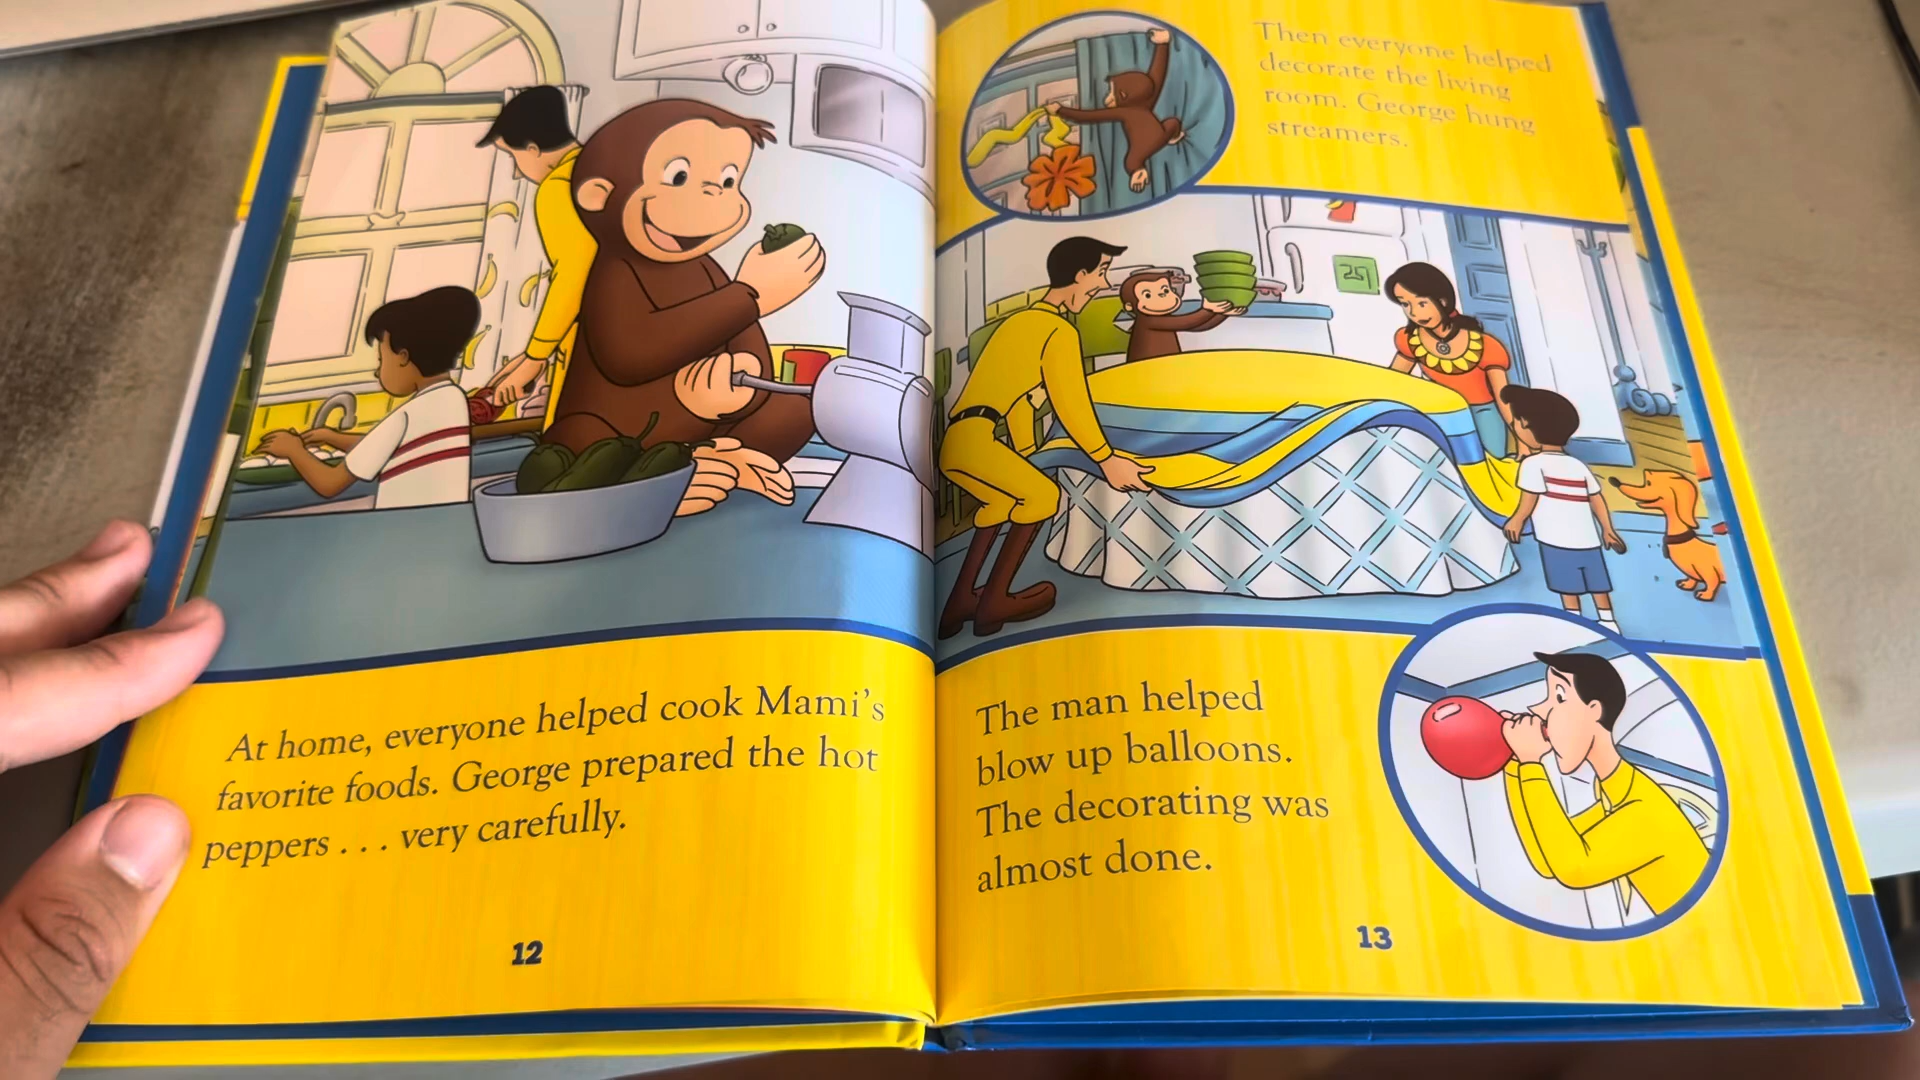 At home, everyone helped cook Mami's
favorite foods. George prepared the hot
peppers . . . very carefully.
12
Then everyone helped
decorate the living
room. George hung
streamers.
29
The man helped
blow up balloons.
The decorating was
almost done.
13